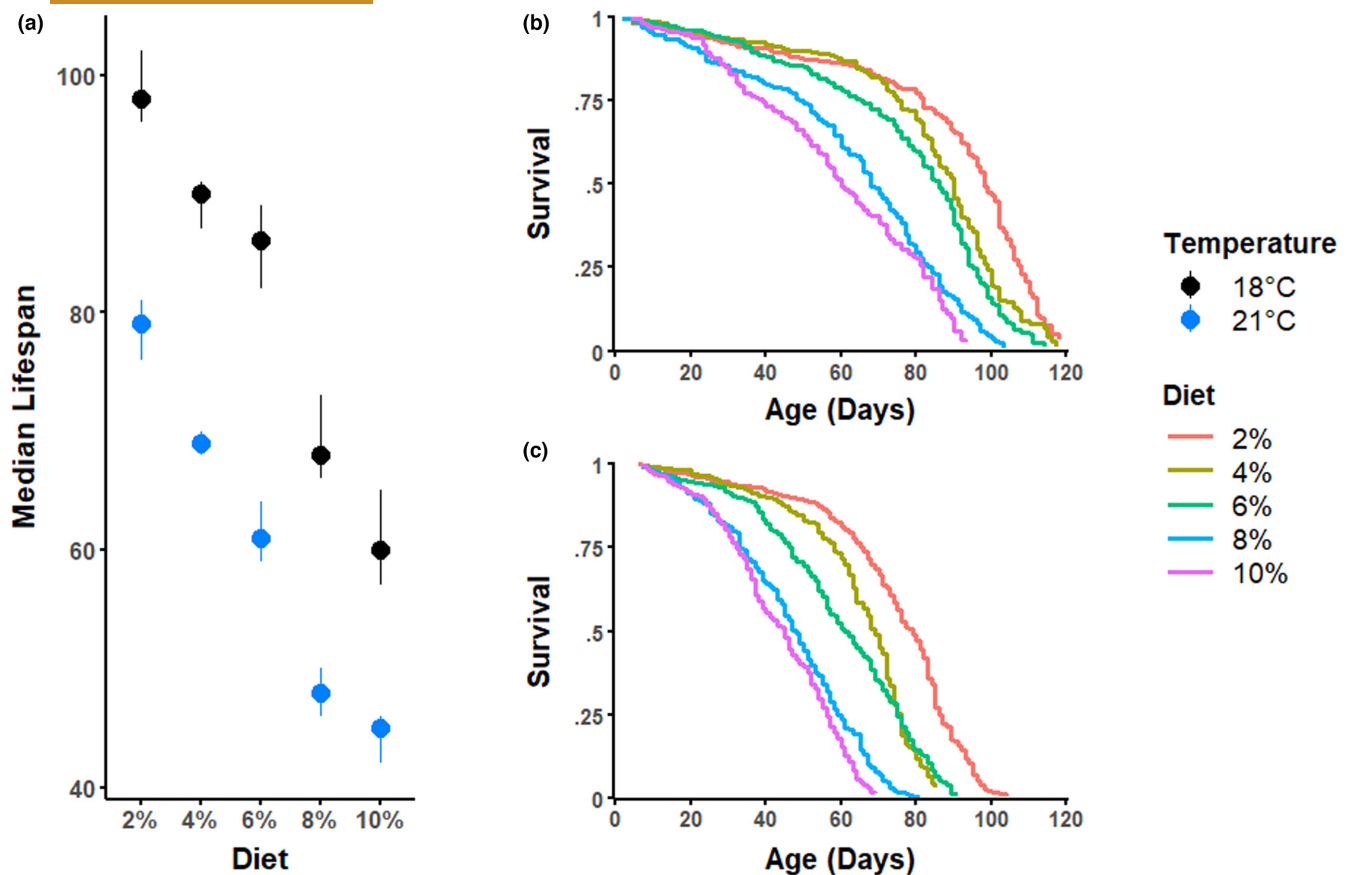 (a)
100
80
60
40
Median Lifespan
2% 4% 6% 8% 10%
Diet
(b)
1
.75
.5
.25
0
Survival
0 20 40 60 80 100 120
Age (Days)
(c)
1
.75
.5
.25
0
Survival
0 20 40 60 80 100 120
Age (Days)
Temperature
18°C
21°C
Diet
2%
4%
6%
8%
10%